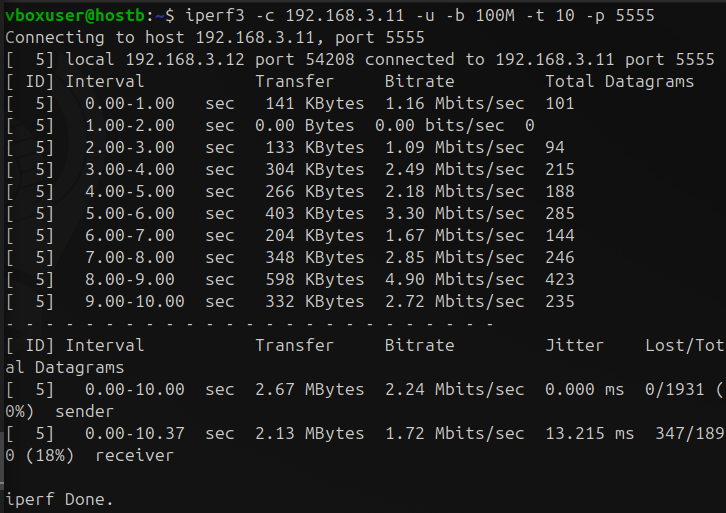 vboxuser@hostb:~$ iperf3 -c 192.168.3.11 -u -b 100M -t 10 -p 5555
Connecting to host 192.168.3.11, port 5555
[  5] local 192.168.3.12 port 54208 connected to 192.168.3.11 port 5555
[ ID] Interval           Transfer     Bitrate         Total Datagrams
[  5]   0.00-1.00   sec   141 KBytes  1.16 Mbits/sec  101
[  5]   1.00-2.00   sec  0.00 Bytes  0.00 bits/sec  0
[  5]   2.00-3.00   sec   133 KBytes  1.09 Mbits/sec  94
[  5]   3.00-4.00   sec   304 KBytes  2.49 Mbits/sec  215
[  5]   4.00-5.00   sec   266 KBytes  2.18 Mbits/sec  188
[  5]   5.00-6.00   sec   403 KBytes  3.30 Mbits/sec  285
[  5]   6.00-7.00   sec   204 KBytes  1.67 Mbits/sec  144
[  5]   7.00-8.00   sec   348 KBytes  2.85 Mbits/sec  246
[  5]   8.00-9.00   sec   598 KBytes  4.90 Mbits/sec  423
[  5]   9.00-10.00  sec   332 KBytes  2.72 Mbits/sec  235
- - - - - - - - - - - - - - - - - - - - - - - - -
[ ID] Interval           Transfer     Bitrate         Jitter    Lost/Tot
al Datagrams
[  5]   0.00-10.00  sec  2.67 MBytes  2.24 Mbits/sec  0.000 ms  0/1931 (
0%)  sender
[  5]   0.00-10.37  sec  2.13 MBytes  1.72 Mbits/sec  13.215 ms  347/189
0 (18%)  receiver

iperf Done.